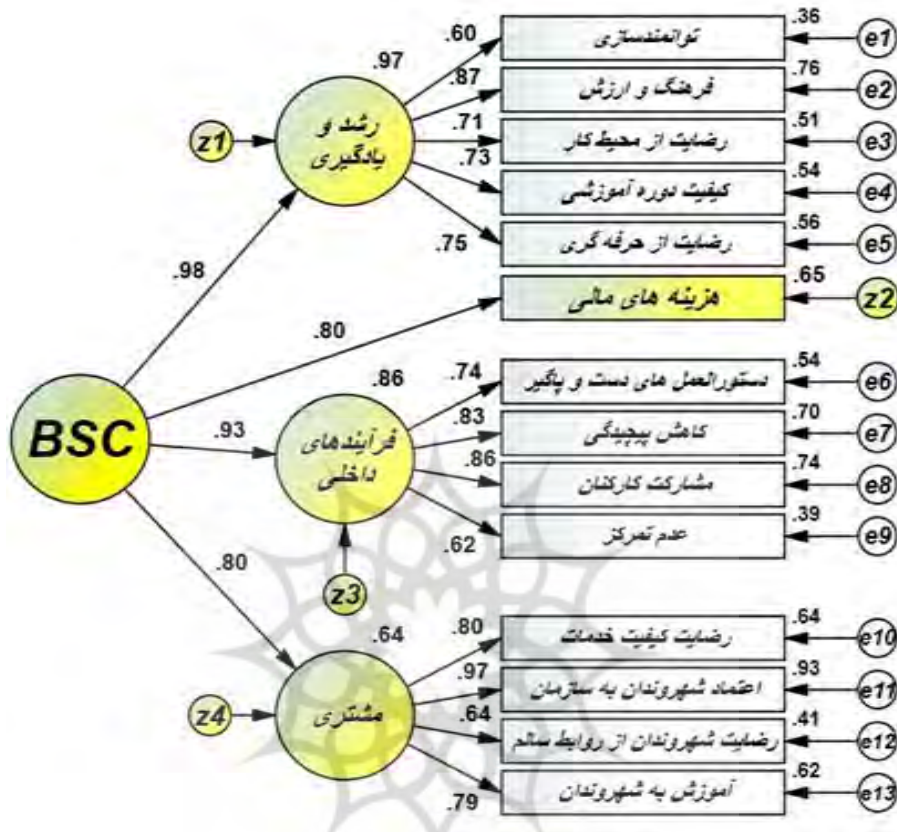 .97
.60
توانمندسازی
.36
e1
.87
فرهنگ و ارزش
.76
e2
z1
رشد و
یادگیری
.71
رضایت از محیط کار
.51
e3
.73
کیفیت دوره آموزشی
.54
e4
.75
رضایت از حرفه گری
.56
e5
.98
.80
هزینه های مالی
.65
z2
BSC
.93
.86
فرآیندهای
داخلی
.74
دستورالعمل های دست و پاگیر
.54
e6
.83
کاهش پیچیدگی
.70
e7
.86
مشارکت کارکنان
.74
e8
.62
عدم تمرکز
.39
e9
z3
.80
.64
.80
رضایت کیفیت خدمات
.64
e10
z4
مشتری
.97
اعتماد شهروندان به سازمان
.93
e11
.64
رضایت شهروندان از روابط سالم
.41
e12
.79
آموزش به شهروندان
.62
e13